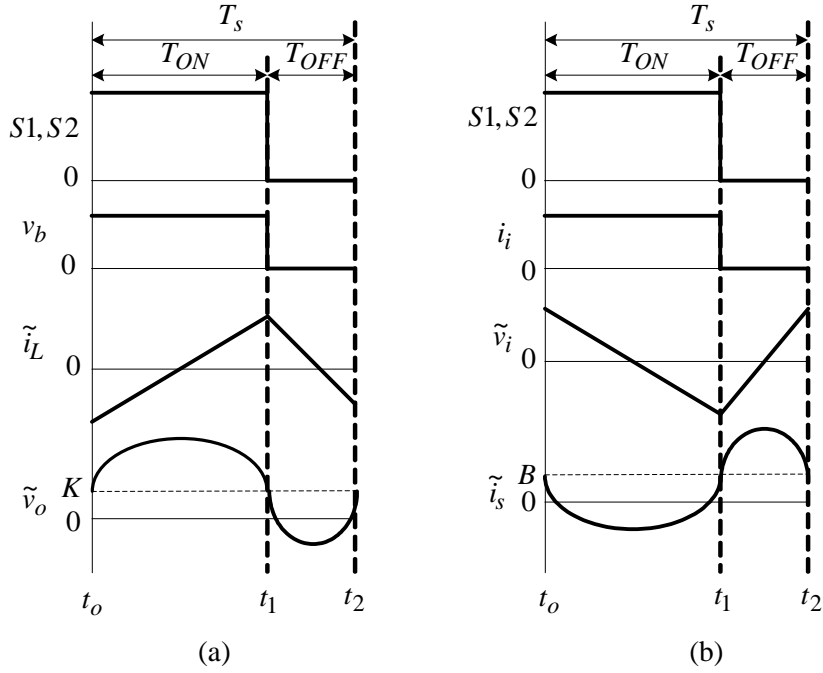 T_s
T_ON T_OFF
S1, S2
0
v_b
0
ĩ_L
0
K
ṽ_o
0
t_o t_1 t_2
(a)
T_s
T_ON T_OFF
S1, S2
0
i_i
0
ṽ_i
0
B
ĩ_s
0
t_o t_1 t_2
(b)